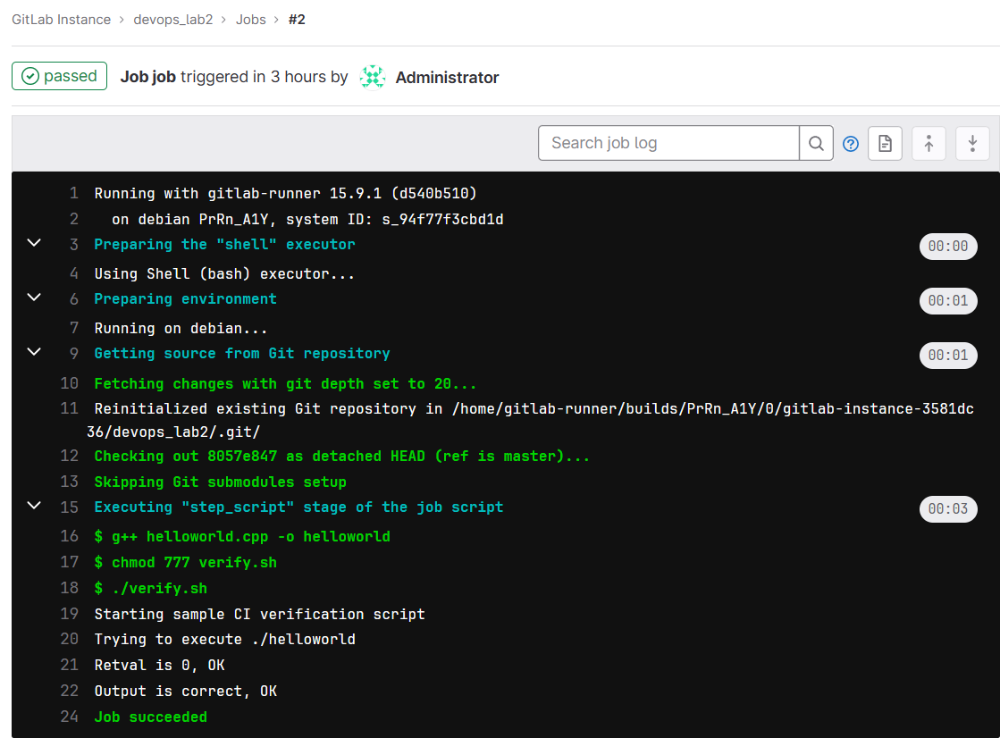 GitLab Instance > devops_lab2 > Jobs > #2
passed Job job triggered in 3 hours by Administrator
Search job log
1 Running with gitlab-runner 15.9.1 (d540b510)
2 on debian PrRn_A1Y, system ID: s_94f77f3cbd1d
3 Preparing the "shell" executor 00:00
4 Using Shell (bash) executor...
6 Preparing environment 00:01
7 Running on debian...
9 Getting source from Git repository 00:01
10 Fetching changes with git depth set to 20...
11 Reinitialized existing Git repository in /home/gitlab-runner/builds/PrRn_A1Y/0/gitlab-instance-3581dc
36/devops_lab2/.git/
12 Checking out 8057e847 as detached HEAD (ref is master)...
13 Skipping Git submodules setup
15 Executing "step_script" stage of the job script 00:03
16 $ g++ helloworld.cpp -o helloworld
17 $ chmod 777 verify.sh
18 $ ./verify.sh
19 Starting sample CI verification script
20 Trying to execute ./helloworld
21 Retval is 0, OK
22 Output is correct, OK
24 Job succeeded